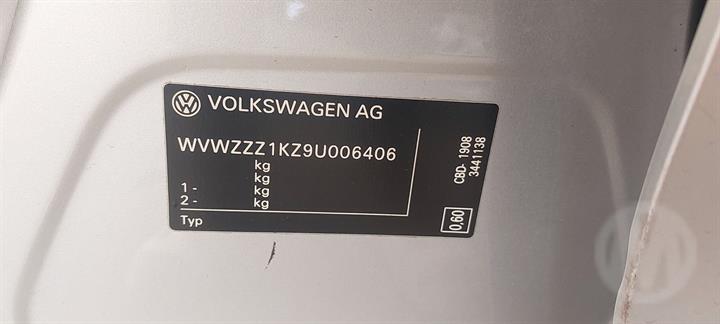 VOLKSWAGEN AG
WVWZZZ1KZ9U006406
kg
kg
1 - kg
2 - kg
Typ
CBD- 1908
3441138
0,60